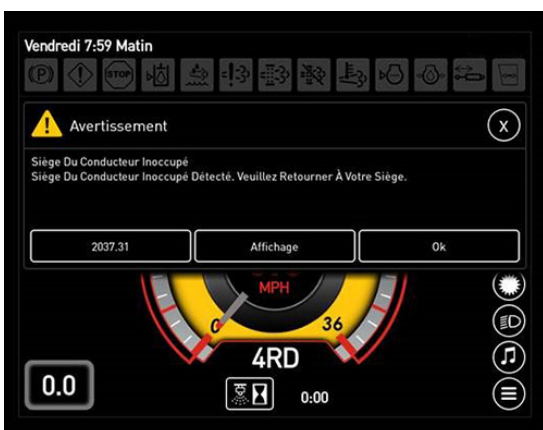 Vendredi 7:59 Matin
(P)
STOP
Avertissement
X
Siège Du Conducteur Inoccupé
Siège Du Conducteur Inoccupé Détecté. Veuillez Retourner À Votre Siège.
2037.31
Affichage
Ok
MPH
0
36
4RD
0.0
0:00